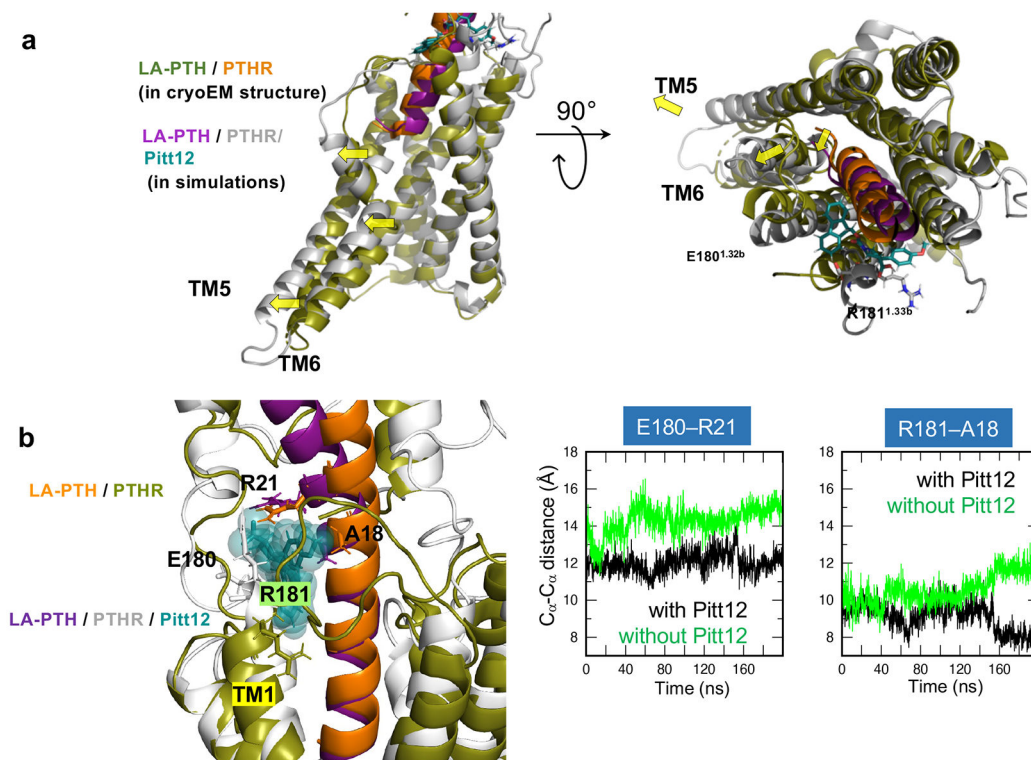 a
LA-PTH / PTHR
(in cryoEM structure)
LA-PTH / PTHR/
Pitt12
(in simulations)
TM5
TM6
90°
TM5
TM6
E180^1.32b
R181^1.33b
b
LA-PTH / PTHR
LA-PTH / PTHR / Pitt12
R21
A18
E180
R181
TM1
E180–R21
18
16
14
12
10
8
Cα-Cα distance (Å)
with Pitt12
without Pitt12
0 40 80 120 160
Time (ns)
R181–A18
18
16
14
12
10
8
with Pitt12
without Pitt12
0 40 80 120 160
Time (ns)